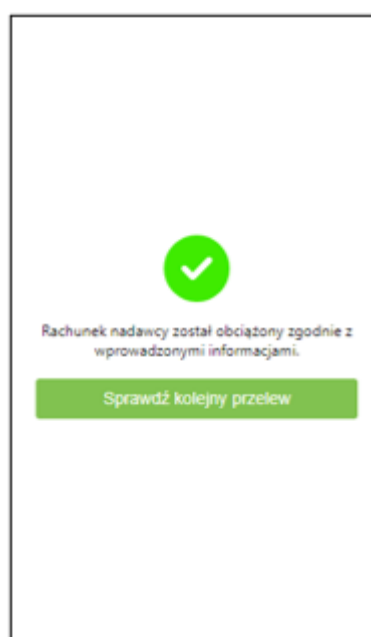 Rachunek nadawcy został obciążony zgodnie z
wprowadzonymi informacjami.
Sprawdź kolejny przelew